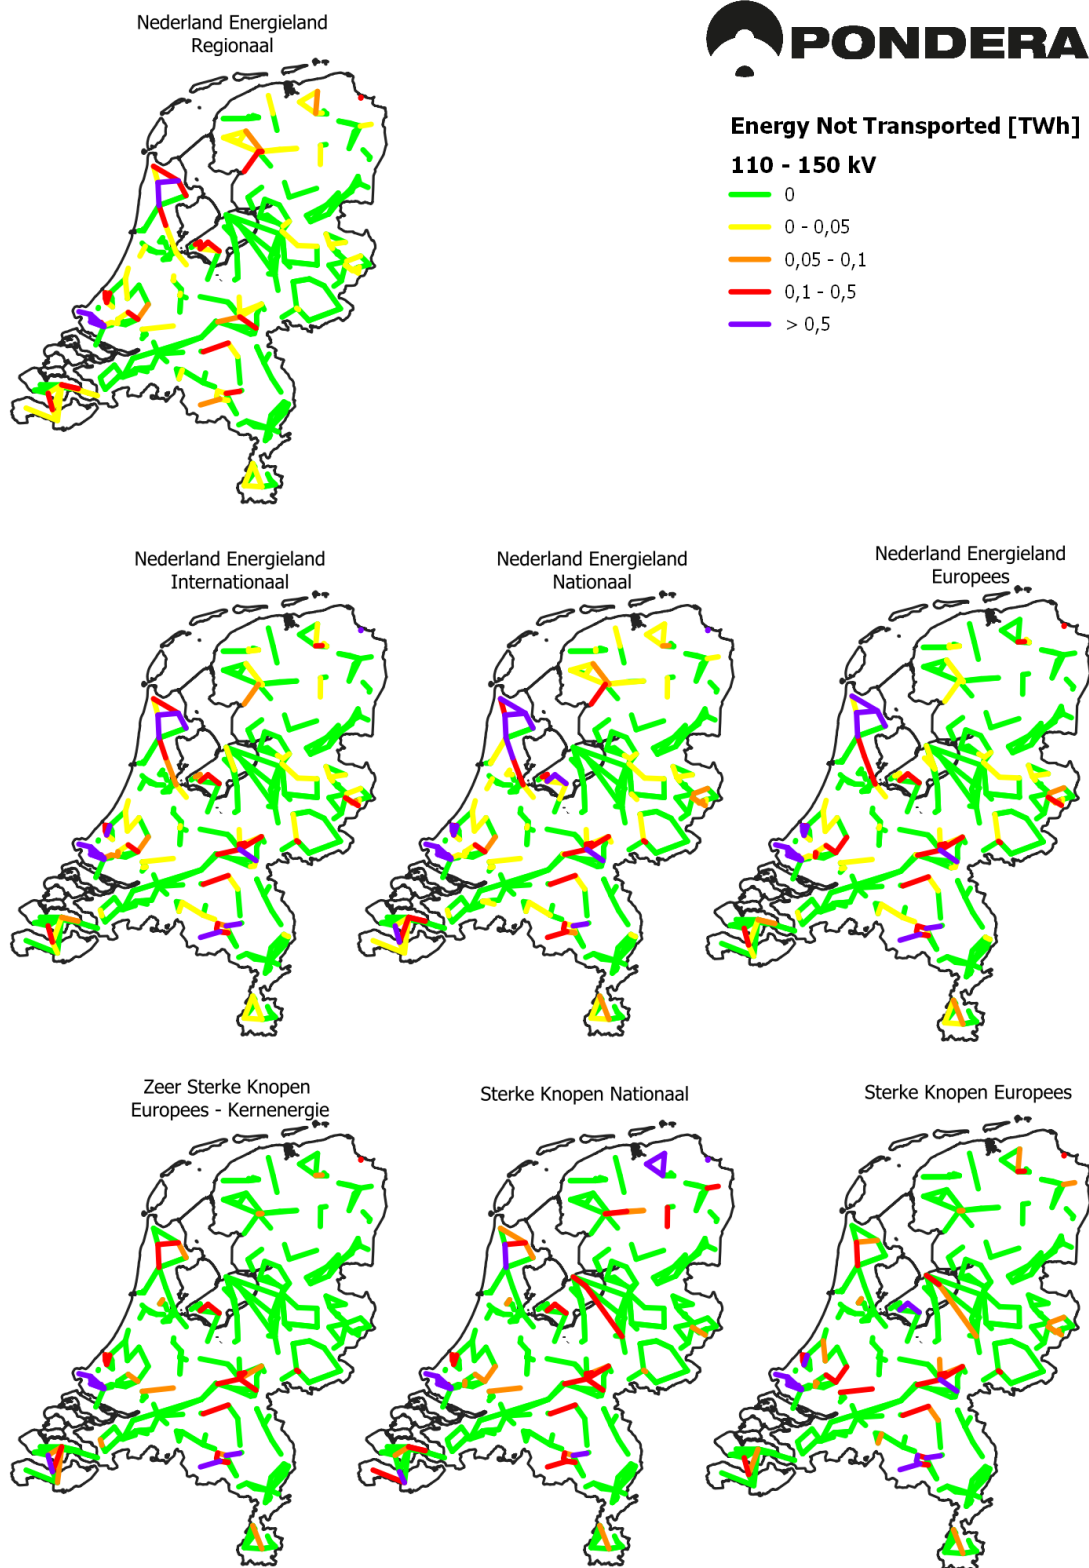 Nederland Energieland
Regionaal
PONDERA
Energy Not Transported [TWh]
110 - 150 kV
0
0 - 0,05
0,05 - 0,1
0,1 - 0,5
> 0,5
Nederland Energieland
Internationaal
Nederland Energieland
Nationaal
Nederland Energieland
Europees
Zeer Sterke Knopen
Europees - Kernenergie
Sterke Knopen Nationaal
Sterke Knopen Europees